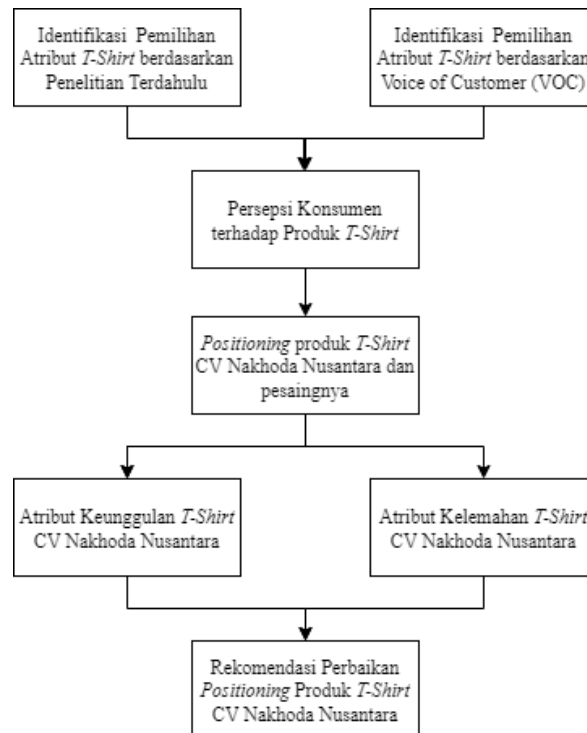 Identifikasi Pemilihan
Atribut T-Shirt berdasarkan
Penelitian Terdahulu
Identifikasi Pemilihan
Atribut T-Shirt berdasarkan
Voice of Customer (VOC)
Persepsi Konsumen
terhadap Produk T-Shirt
Positioning produk T-Shirt
CV Nakhoda Nusantara dan
pesaingnya
Atribut Keunggulan T-Shirt
CV Nakhoda Nusantara
Atribut Kelemahan T-Shirt
CV Nakhoda Nusantara
Rekomendasi Perbaikan
Positioning Produk T-Shirt
CV Nakhoda Nusantara